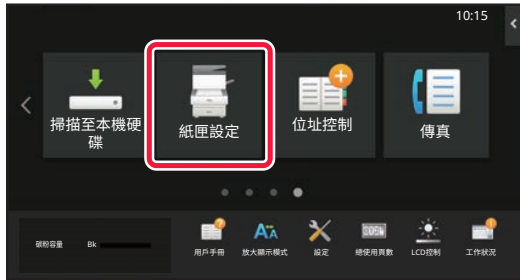 10:15
掃描至本機硬
碟
紙匣設定
位址控制
傳真
碳粉容量 Bk
用戶手冊
放大顯示模式
設定
總使用頁數
LCD控制
工作狀況